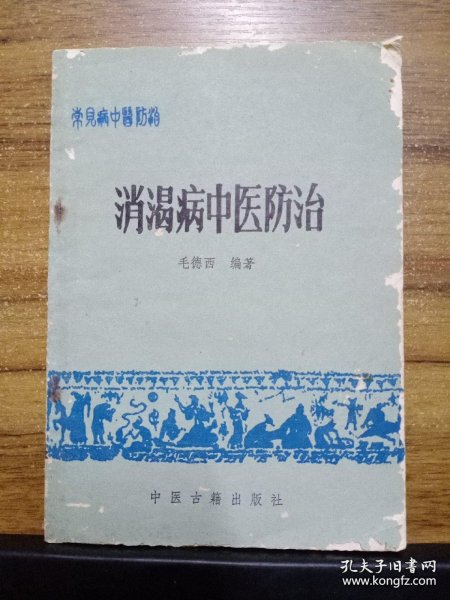 常見病中醫防治
消渴病中医防治
毛德西 编著
中医古籍出版社
孔夫子旧书网
www.kongfz.com